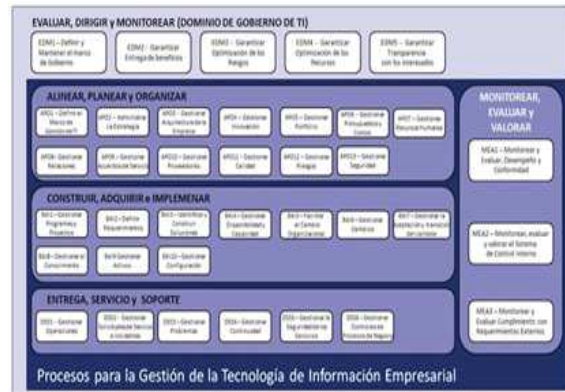 EVALUAR, DIRIGIR y MONITOREAR (DOMINIO DE GOBIERNO DE TI)
EDM1 – Definir y
Mantener el marco
de Gobierno
EDM2 - Garantizar
Entrega de beneficios
EDM3 - Garantizar
Optimización de los
Riesgos
EDM4 - Garantizar
Optimización de los
Recursos
EDM5 - Garantizar
Transparencia
con los interesados
ALINEAR, PLANEAR y ORGANIZAR
APO1 – Definir el
Marco de
APO2 –
la Estrategia
APO3 – Gestionar
Arquitectura de la
Empresa
APO4 – Gestionar
Innovación
APO5 – Gestionar
Portfolio
APO6 – Gestionar
Presupuestos y
Costos
APO7 – Gestionar
Recursos Humanos
APO8 – Gestionar
Relaciones
APO9 – Gestionar
Acuerdos de Servicio
APO10 – Gestionar
Proveedores
APO11 – Gestionar
Calidad
APO12 – Gestionar
Riesgos
APO13 – Gestionar
Seguridad
CONSTRUIR, ADQUIRIR e IMPLEMENAR
BAI1 – Gestionar
Programas y
Proyectos
BAI2 – Definir
Requerimientos
BAI3 – Identificar y
Construir
Soluciones
BAI4 – Gestionar
Disponibilidad y
Capacidad
BAI5 – Facilitar
el Cambio
Organizacional
BAI6 – Gestionar
Cambios
BAI7 – Gestionar la
aceptación y transición
BAI8 – Gestionar el
Conocimiento
BAI9 Gestionar
Activos
BAI10 – Gestionar
Configuración
ENTREGA, SERVICIO y SOPORTE
DSS1 – Gestionar
Operaciones
DSS2 – Gestionar
Solicitudes de Servicio
DSS3 – Gestionar
Problemas
DSS4 – Gestionar
Continuidad
DSS5 – Gestionar la
Seguridad de los
Servicios
DSS6 – Gestionar
Controles de
Procesos de Negocio
MONITOREAR,
EVALUAR y
VALORAR
MEA1 – Monitorear y
Evaluar, Desempeño y
Conformidad
MEA2 – Monitorear, evaluar
y valorar el Sistema
de Control Interno
MEA3 – Monitorear y
Evaluar Cumplimiento con
Requerimientos Externos
Procesos para la Gestión de la Tecnología de Información Empresarial